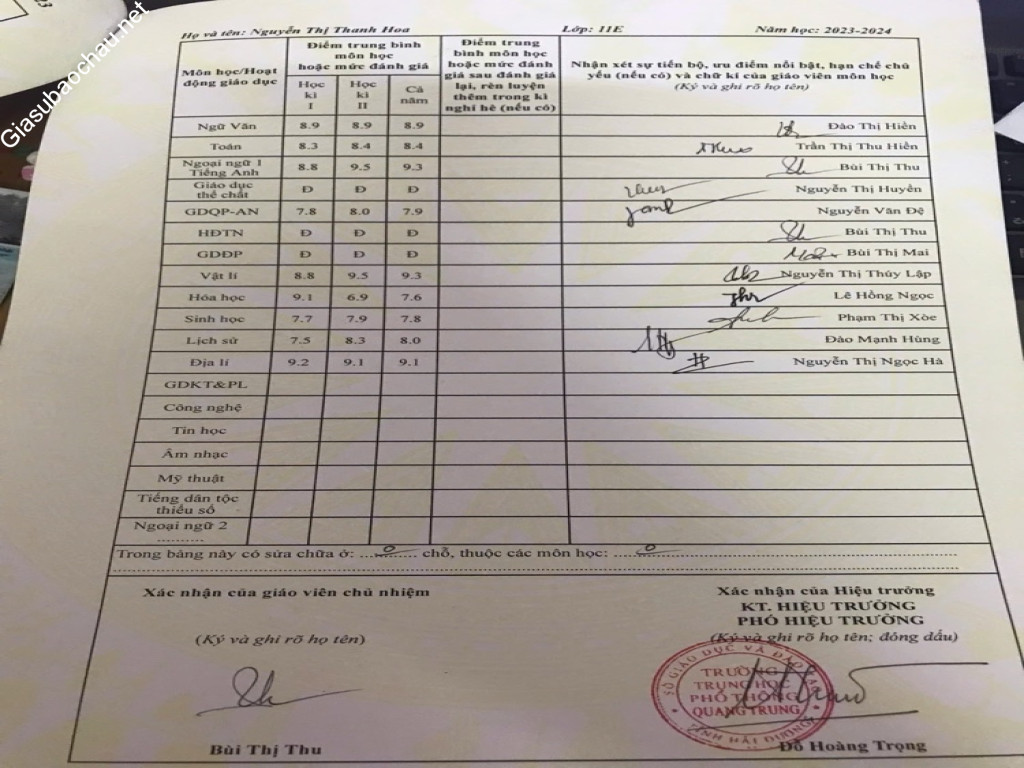 Giasubaochau.net
Họ và tên: Nguyễn Thị Thanh Hoa Lớp: 11E Năm học: 2023-2024
Môn học/Hoạt động giáo dục
Điểm trung bình môn học hoặc mức đánh giá
Học kì I
Học kì II
Cả năm
Điểm trung bình môn học hoặc mức đánh giá sau đánh giá lại, rèn luyện thêm trong kì nghỉ hè (nếu có)
Nhận xét sự tiến bộ, ưu điểm nổi bật, hạn chế chủ yếu (nếu có) và chữ kí của giáo viên môn học
(Ký và ghi rõ họ tên)
Ngữ Văn 8.9 8.9 8.9 Đào Thị Hiền
Toán 8.3 8.4 8.4 Trần Thị Thu Hiền
Ngoại ngữ 1 Tiếng Anh 8.8 9.5 9.3 Bùi Thị Thu
Giáo dục thể chất Đ Đ Đ Nguyễn Thị Huyền
GDQP-AN 7.8 8.0 7.9 Nguyễn Văn Đệ
HĐTN Đ Đ Đ Bùi Thị Thu
GDĐP Đ Đ Đ Bùi Thị Mai
Vật lí 8.8 9.5 9.3 Nguyễn Thị Thúy Lập
Hóa học 9.1 6.9 7.6 Lê Hồng Ngọc
Sinh học 7.7 7.9 7.8 Phạm Thị Xòe
Lịch sử 7.5 8.3 8.0 Đào Mạnh Hùng
Địa lí 9.2 9.1 9.1 Nguyễn Thị Ngọc Hà
GDKT&PL
Công nghệ
Tin học
Âm nhạc
Mỹ thuật
Tiếng dân tộc thiểu số
Ngoại ngữ 2 ..........
Trong bảng này có sửa chữa ở: ....0.... chỗ, thuộc các môn học: ....0....
Xác nhận của giáo viên chủ nhiệm
(Ký và ghi rõ họ tên)
Bùi Thị Thu
Xác nhận của Hiệu trưởng
KT. HIỆU TRƯỞNG
PHÓ HIỆU TRƯỞNG
(Ký và ghi rõ họ tên; đóng dấu)
SỞ GIÁO DỤC VÀ ĐÀO TẠO
TRƯỜNG
TRUNG HỌC
PHỔ THÔNG
QUANG TRUNG
TỈNH HẢI DƯƠNG
Đỗ Hoàng Trọng